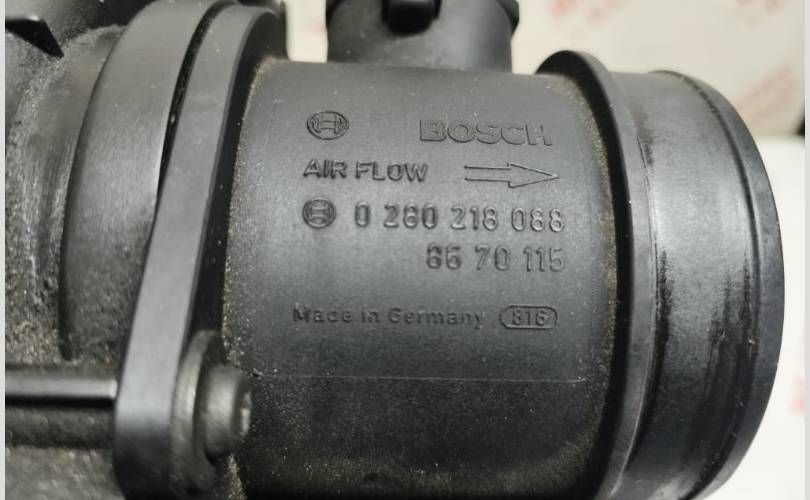 BOSCH
AIR FLOW
0 280 218 088
86 70 115
Made in Germany 816